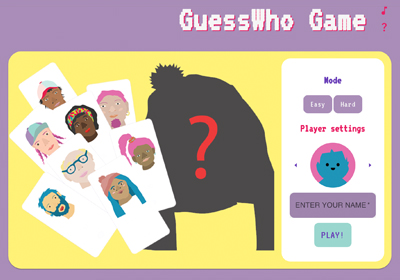 GuessWho Game
?
?
Mode
Easy Hard
Player settings
ENTER YOUR NAME*
PLAY!